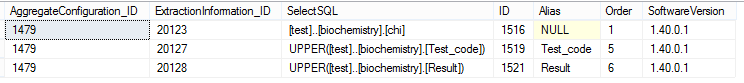 AggregateConfiguration_ID ExtractionInformation_ID SelectSQL ID Alias Order SoftwareVersion
1479 20123 [test]..[biochemistry].[chi] 1516 NULL 1 1.40.0.1
1479 20127 UPPER([test]..[biochemistry].[Test_code]) 1519 Test_code 5 1.40.0.1
1479 20128 UPPER([test]..[biochemistry].[Result]) 1521 Result 6 1.40.0.1